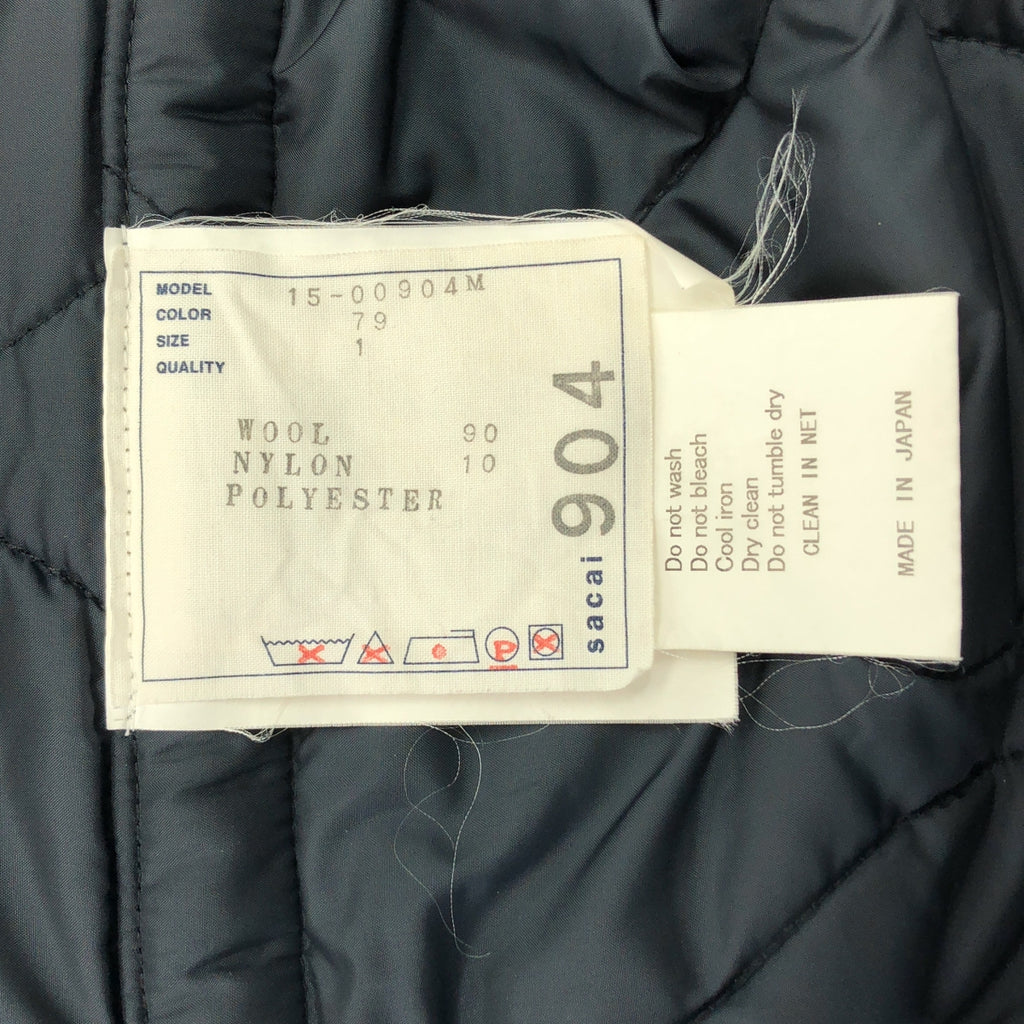 MODEL 15-00904M
COLOR 79
SIZE 1
QUALITY
WOOL 90
NYLON 10
POLYESTER
P
sacai 904
Do not wash
Do not bleach
Cool iron
Dry clean
Do not tumble dry
CLEAN IN NET
MADE IN JAPAN